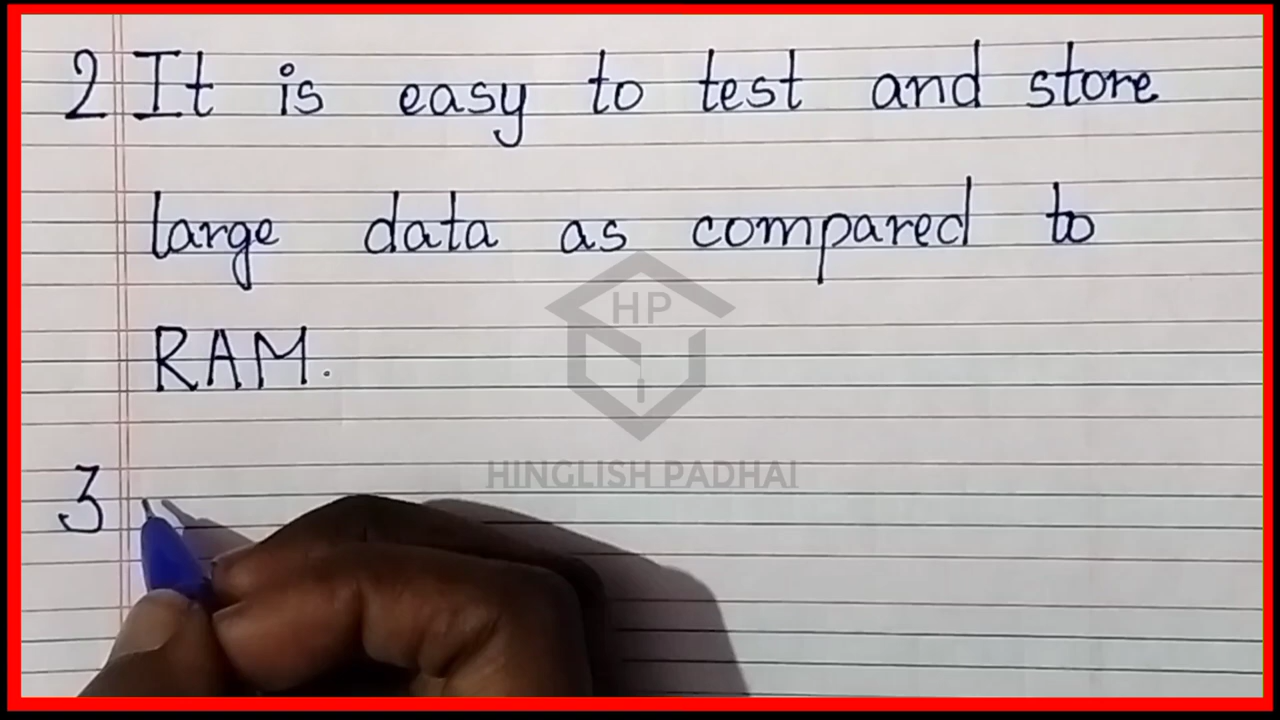 2 It is easy to test and store
large data as compared to
RAM.
HP
HINGLISH PADHAI
3